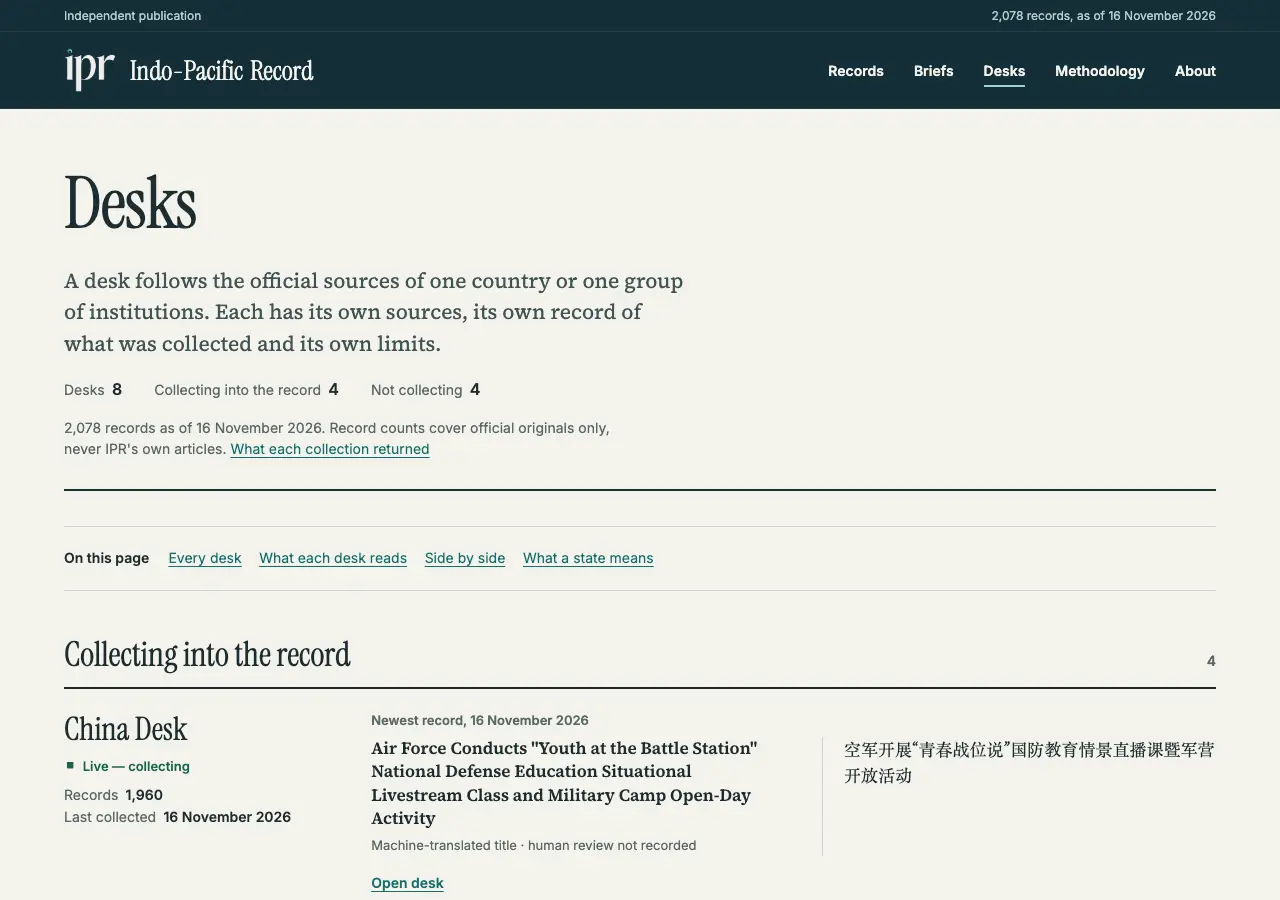 Independent publication
2,078 records, as of 16 November 2026
ipr Indo-Pacific Record
Records Briefs Desks Methodology About
Desks
A desk follows the official sources of one country or one group
of institutions. Each has its own sources, its own record of
what was collected and its own limits.
Desks 8 Collecting into the record 4 Not collecting 4
2,078 records as of 16 November 2026. Record counts cover official originals only,
never IPR's own articles. What each collection returned
On this page Every desk What each desk reads Side by side What a state means
Collecting into the record
4
China Desk
Live — collecting
Records 1,960
Last collected 16 November 2026
Newest record, 16 November 2026
Air Force Conducts "Youth at the Battle Station"
National Defense Education Situational
Livestream Class and Military Camp Open-Day
Activity
Machine-translated title · human review not recorded
Open desk
空军开展“青春战位说”国防教育情景直播课暨军营
开放活动